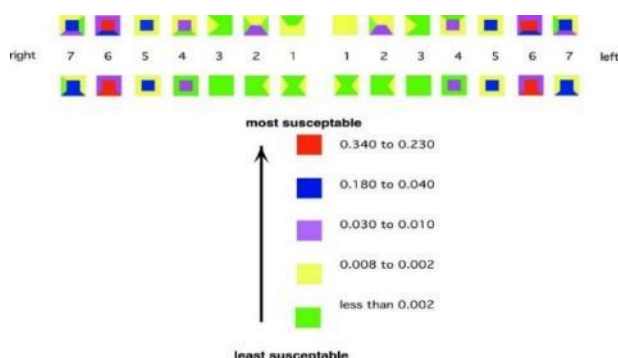 right 7 6 5 4 3 2 1 1 2 3 4 5 6 7 left
most susceptable
0.340 to 0.230
0.180 to 0.040
0.030 to 0.010
0.008 to 0.002
less than 0.002
least susceptable